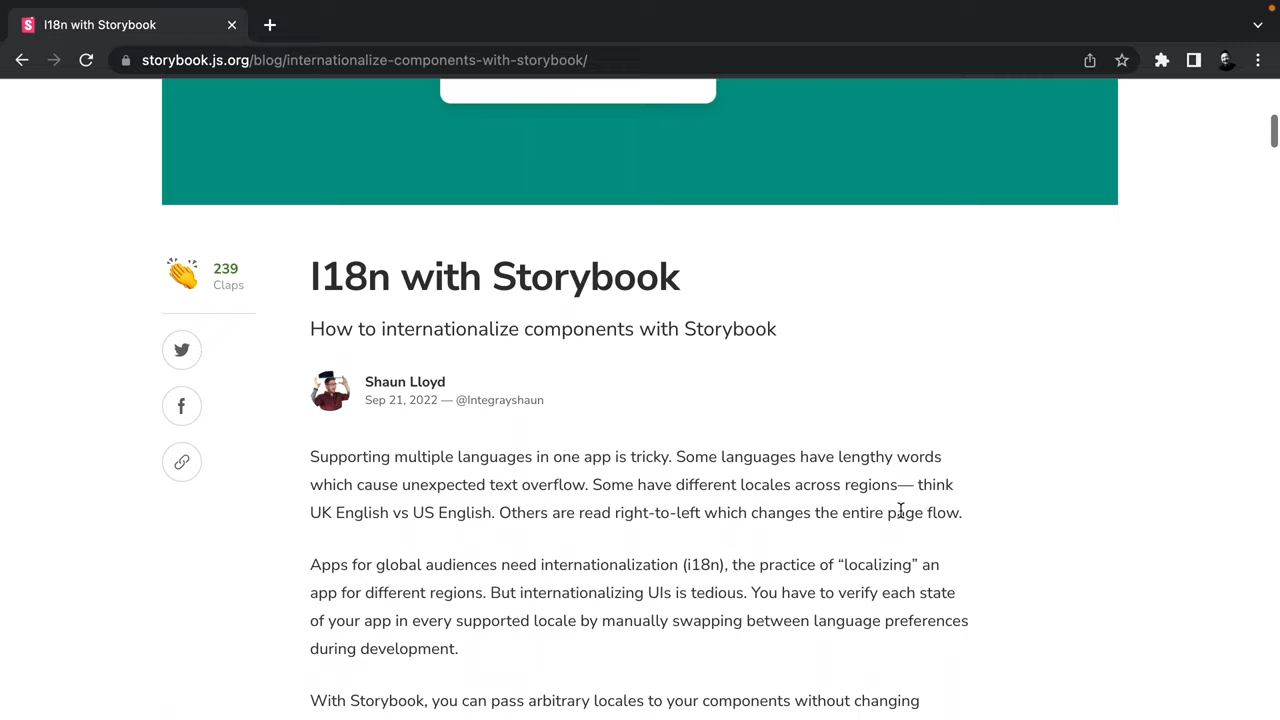 I18n with Storybook
storybook.js.org/blog/internationalize-components-with-storybook/
239
Claps
I18n with Storybook
How to internationalize components with Storybook
Shaun Lloyd
Sep 21, 2022 — @Integrayshaun
Supporting multiple languages in one app is tricky. Some languages have lengthy words
which cause unexpected text overflow. Some have different locales across regions— think
UK English vs US English. Others are read right-to-left which changes the entire page flow.
Apps for global audiences need internationalization (i18n), the practice of “localizing” an
app for different regions. But internationalizing UIs is tedious. You have to verify each state
of your app in every supported locale by manually swapping between language preferences
during development.
With Storybook, you can pass arbitrary locales to your components without changing